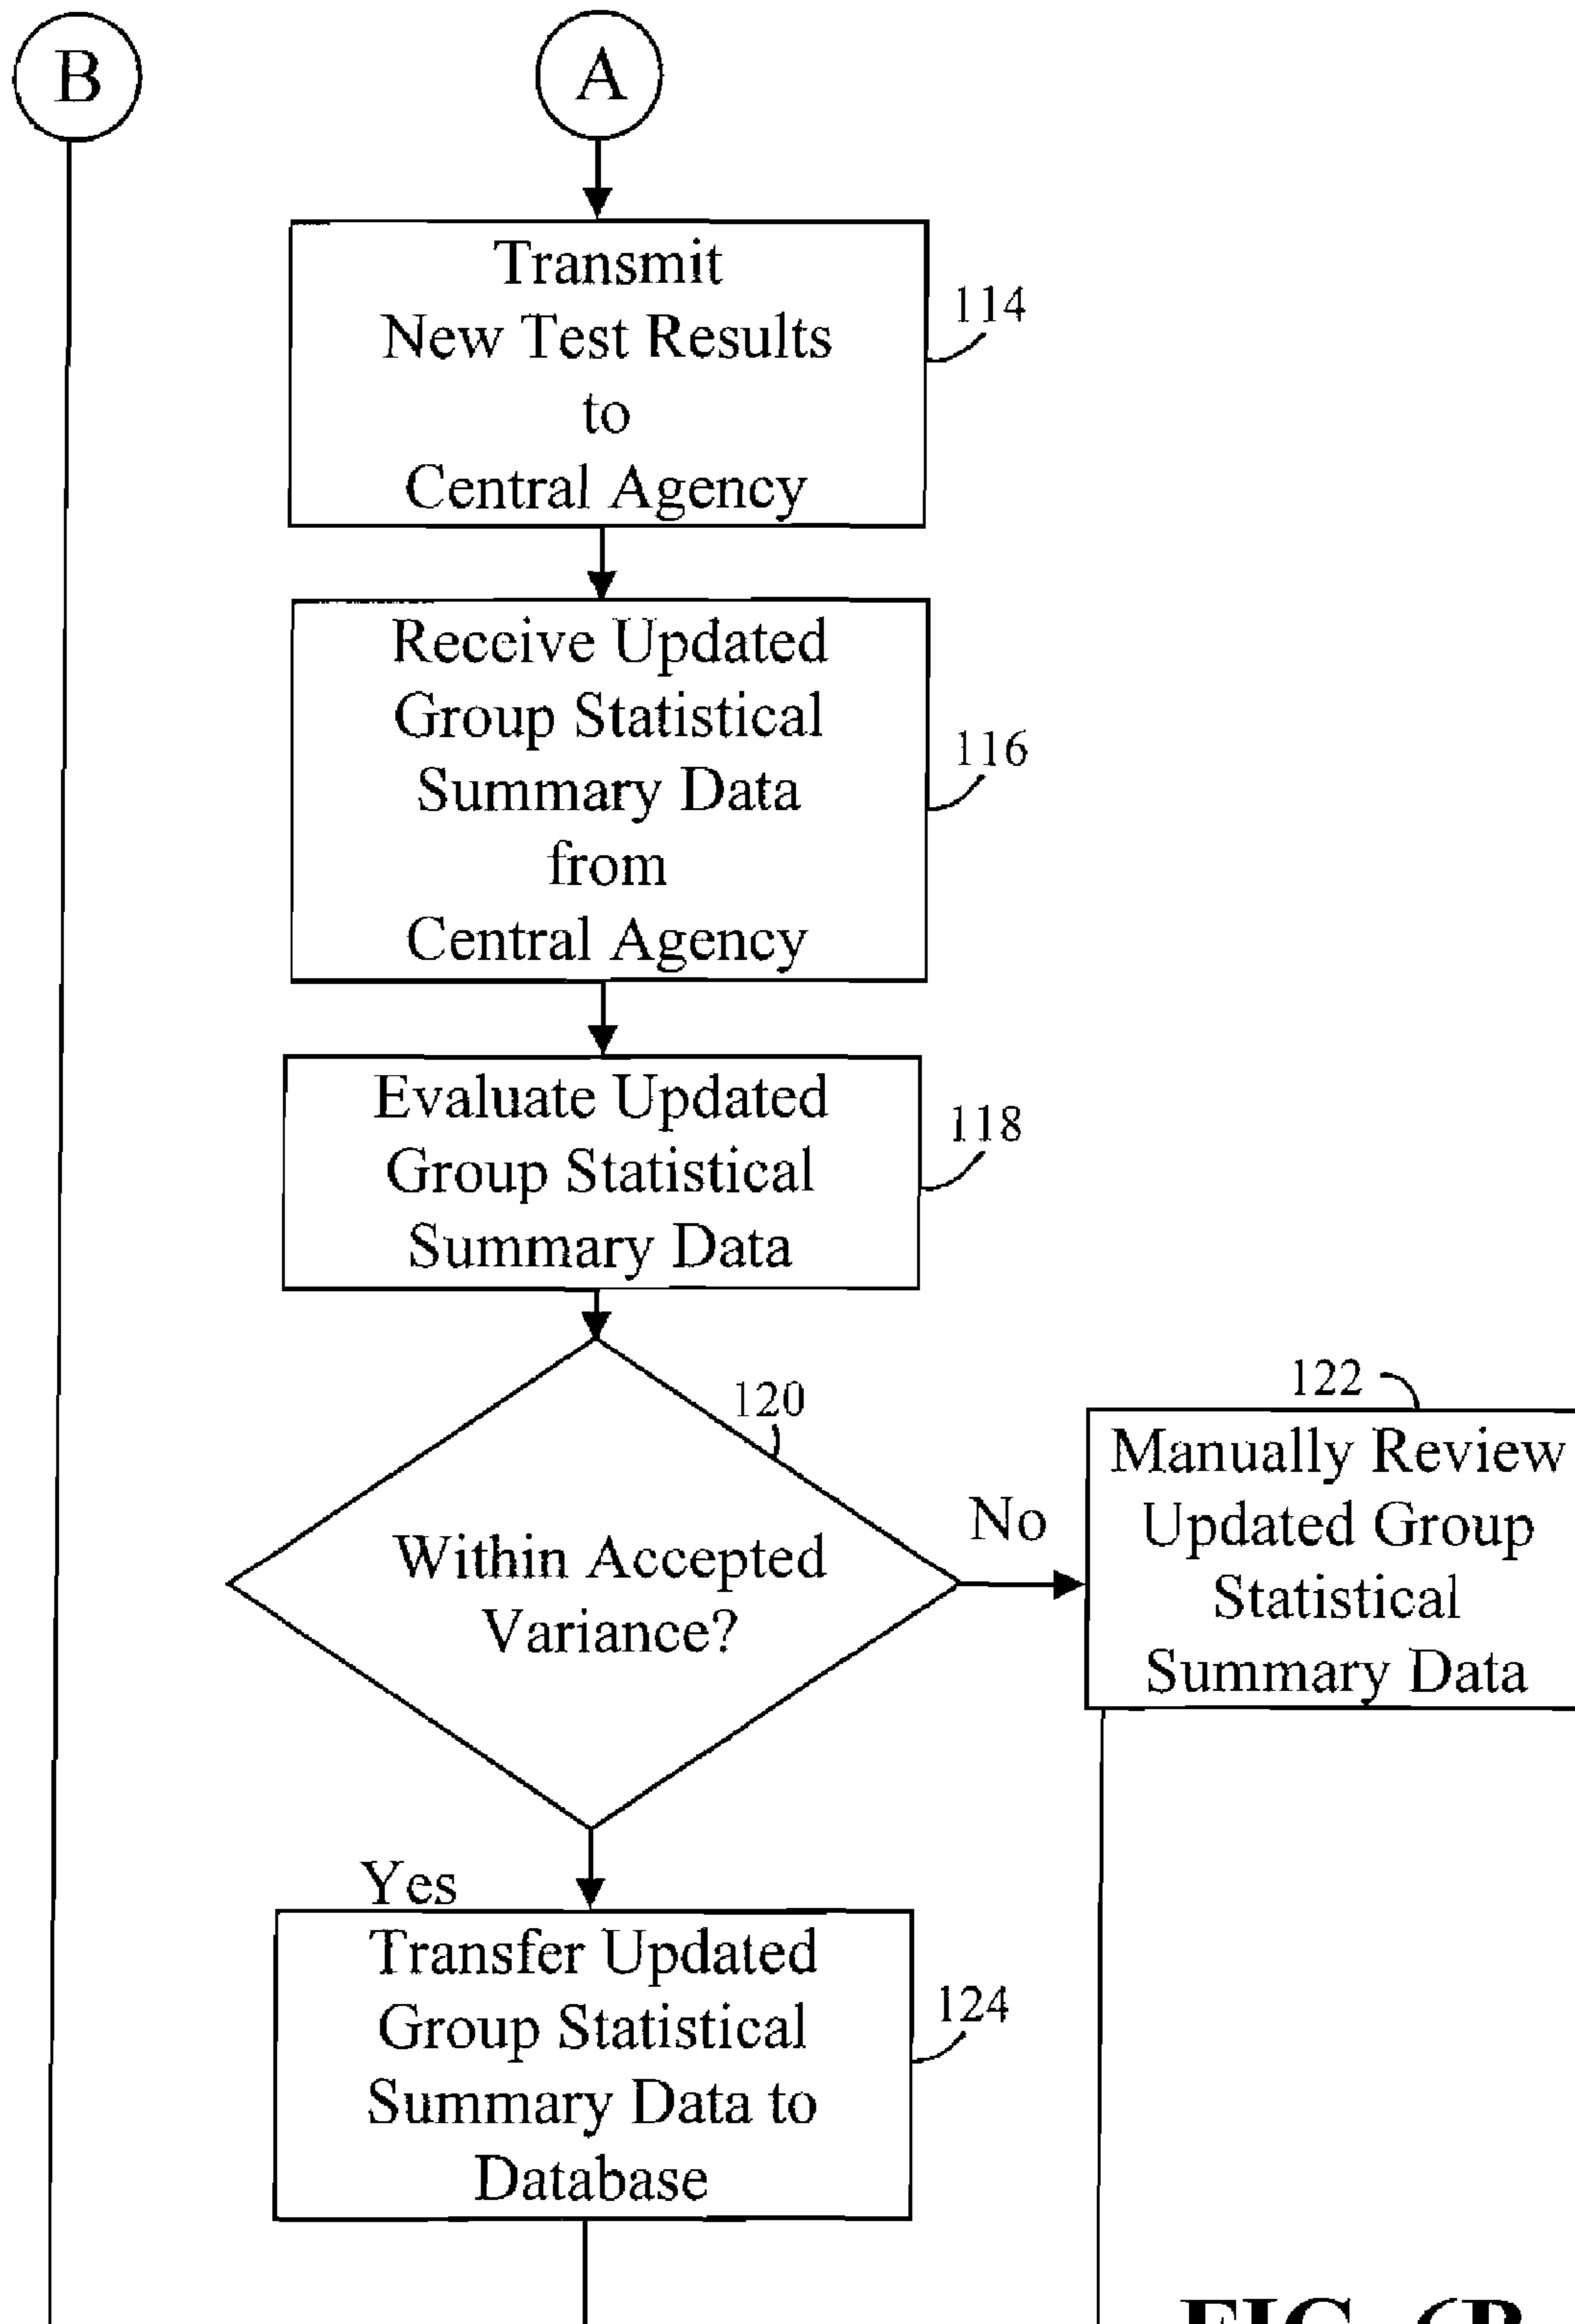 B
A
Transmit
New Test Results
to
Central Agency
114
Receive Updated
Group Statistical
Summary Data
from
Central Agency
116
Evaluate Updated
Group Statistical
Summary Data
118
120
Within Accepted
Variance?
No
122
Manually Review
Updated Group
Statistical
Summary Data
Yes
Transfer Updated
Group Statistical
Summary Data to
Database
124
FIG. 6B